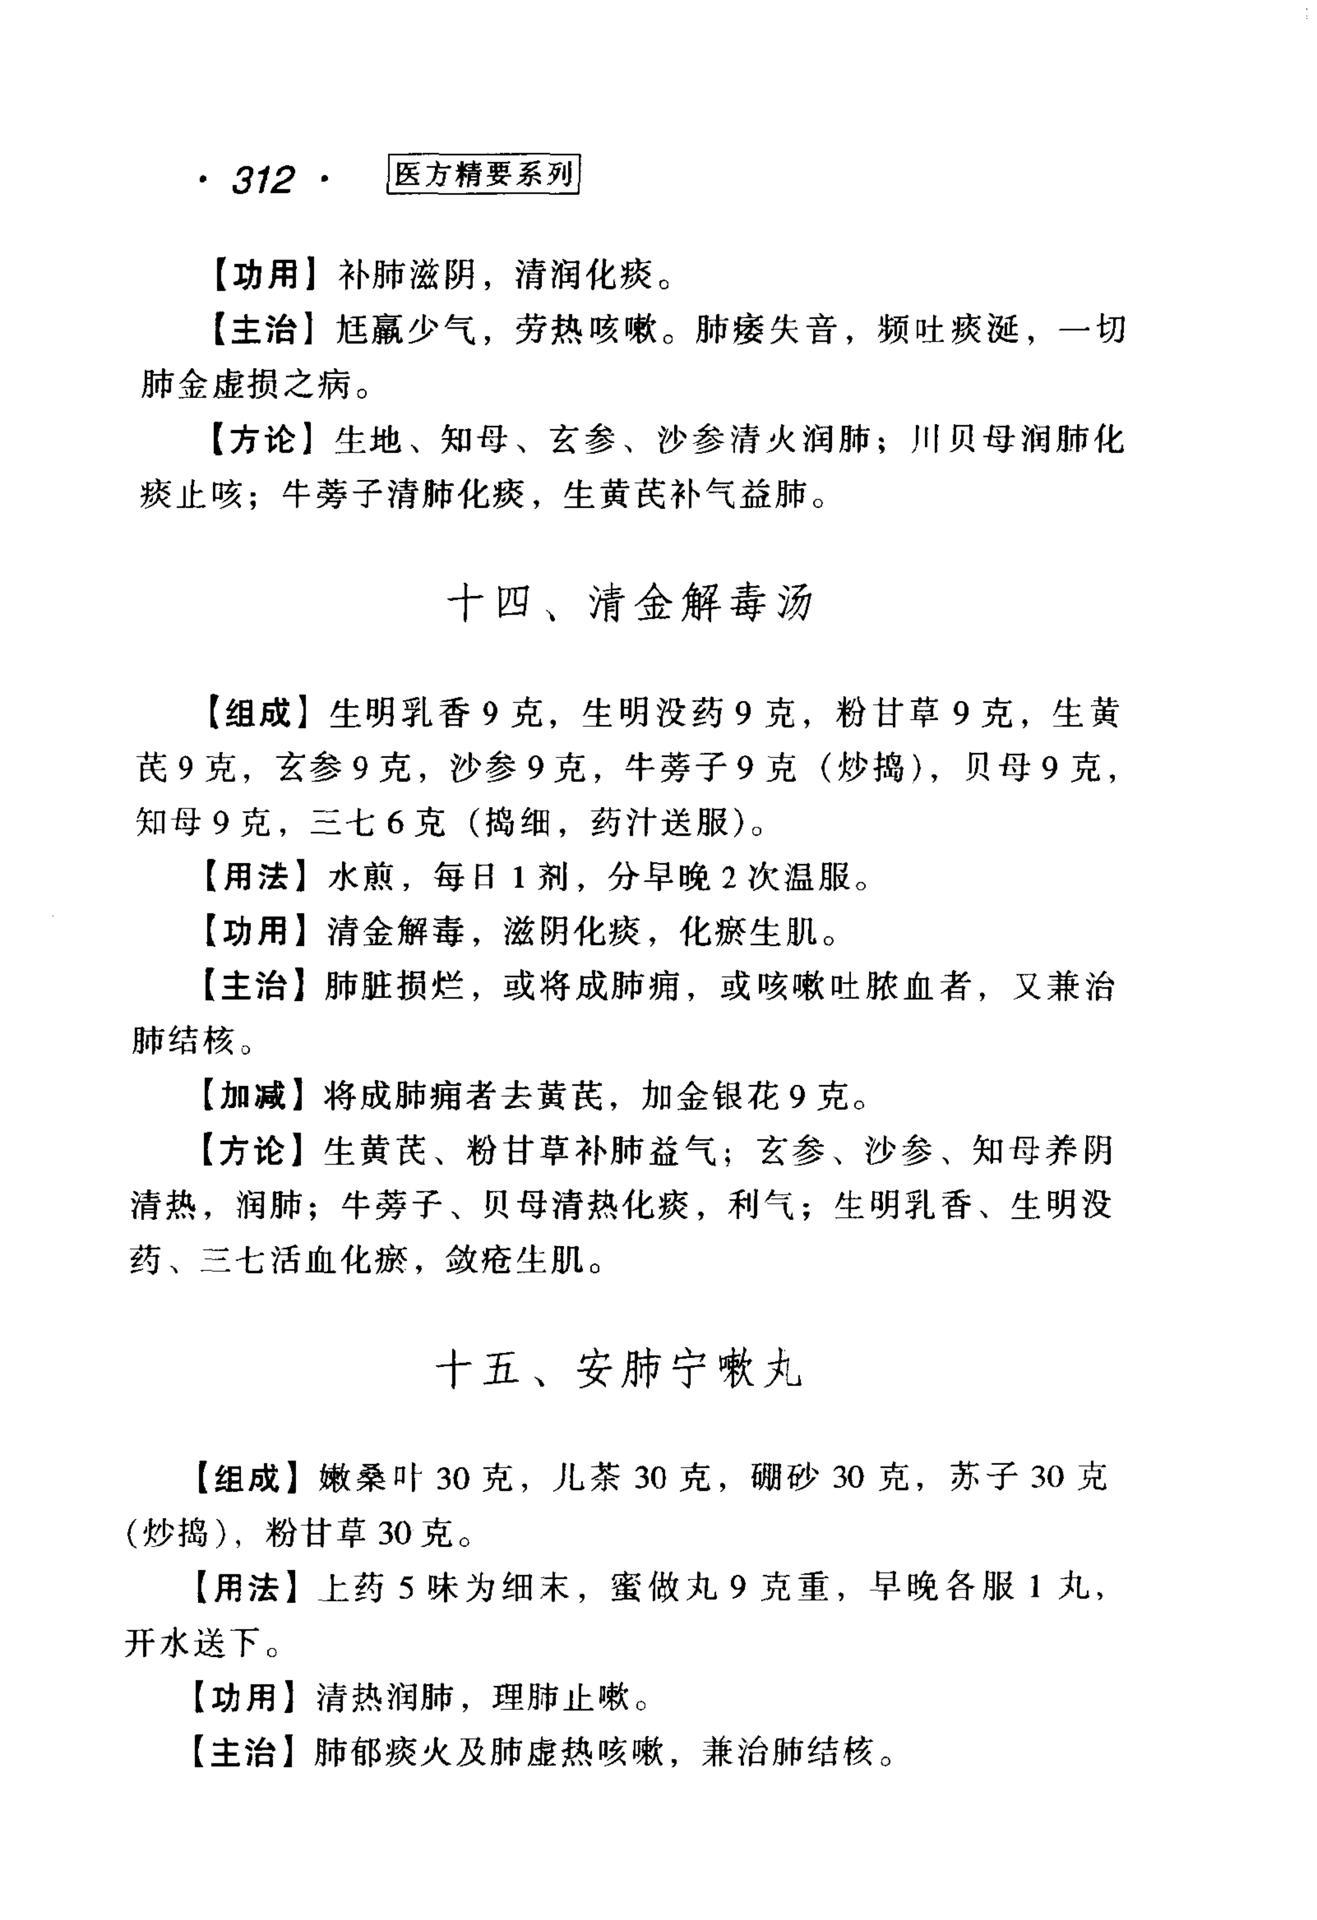 · 312 · 医方精要系列
【功用】补肺滋阴，清润化痰。
【主治】尫羸少气，劳热咳嗽。肺痿失音，频吐痰涎，一切
肺金虚损之病。
【方论】生地、知母、玄参、沙参清火润肺；川贝母润肺化
痰止咳；牛蒡子清肺化痰，生黄芪补气益肺。
十四、清金解毒汤
【组成】生明乳香 9 克，生明没药 9 克，粉甘草 9 克，生黄
芪 9 克，玄参 9 克，沙参 9 克，牛蒡子 9 克（炒捣），贝母 9 克，
知母 9 克，三七 6 克（捣细，药汁送服）。
【用法】水煎，每日 1 剂，分早晚 2 次温服。
【功用】清金解毒，滋阴化痰，化瘀生肌。
【主治】肺脏损烂，或将成肺痈，或咳嗽吐脓血者，又兼治
肺结核。
【加减】将成肺痈者去黄芪，加金银花 9 克。
【方论】生黄芪、粉甘草补肺益气；玄参、沙参、知母养阴
清热，润肺；牛蒡子、贝母清热化痰，利气；生明乳香、生明没
药、三七活血化瘀，敛疮生肌。
十五、安肺宁嗽丸
【组成】嫩桑叶 30 克，儿茶 30 克，硼砂 30 克，苏子 30 克
（炒捣），粉甘草 30 克。
【用法】上药 5 味为细末，蜜做丸 9 克重，早晚各服 1 丸，
开水送下。
【功用】清热润肺，理肺止嗽。
【主治】肺郁痰火及肺虚热咳嗽，兼治肺结核。